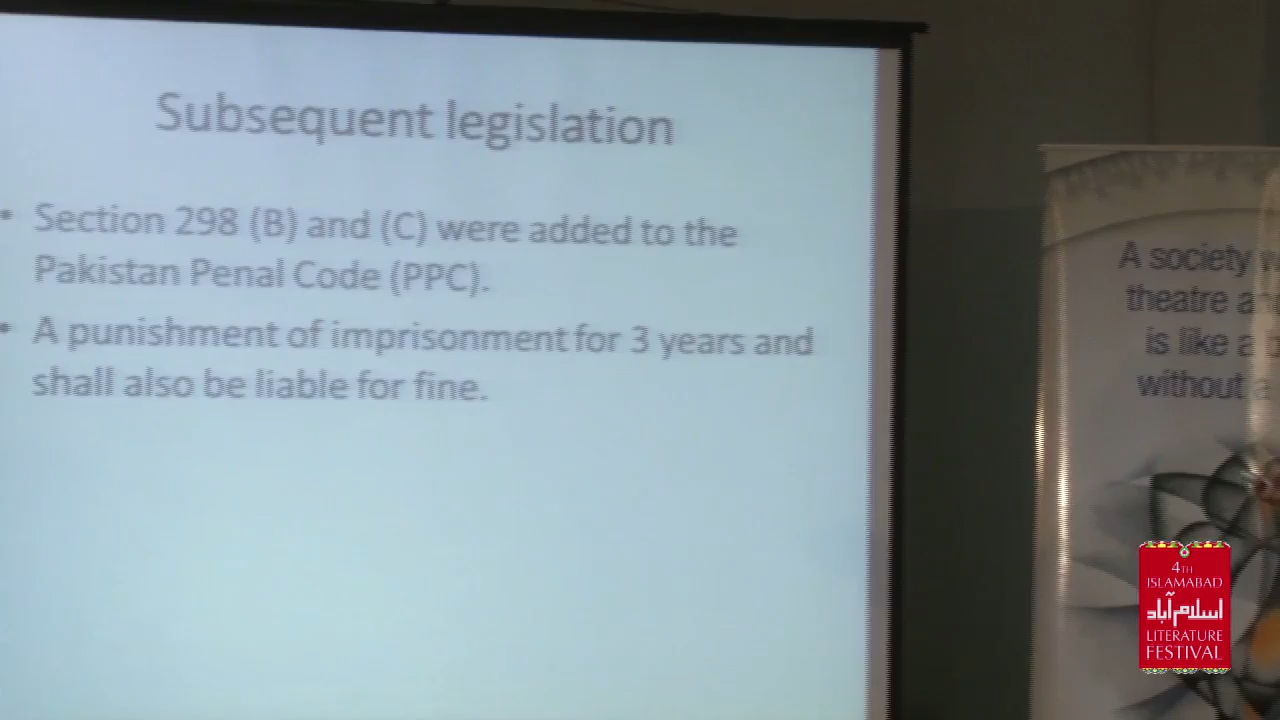 Subsequent legislation
• Section 298 (B) and (C) were added to the
Pakistan Penal Code (PPC).
• A punishment of imprisonment for 3 years and
shall also be liable for fine.
A society
theatre
is like a
without a
4TH
ISLAMABAD
اسلام آباد
LITERATURE
FESTIVAL